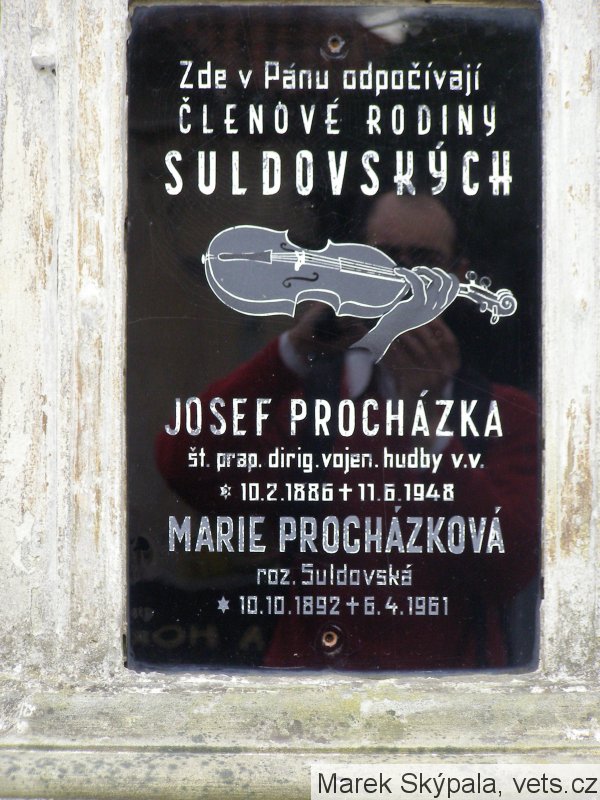 Zde v Pánu odpočívají
ČLENOVÉ RODINY
SULDOVSKÝCH
JOSEF PROCHÁZKA
št. prap. dirig. vojen. hudby v.v.
* 10.2.1886 + 11.6.1948
MARIE PROCHÁZKOVÁ
roz. Suldovská
* 10.10.1892 + 6.4.1961
Marek Skýpala, vets.cz